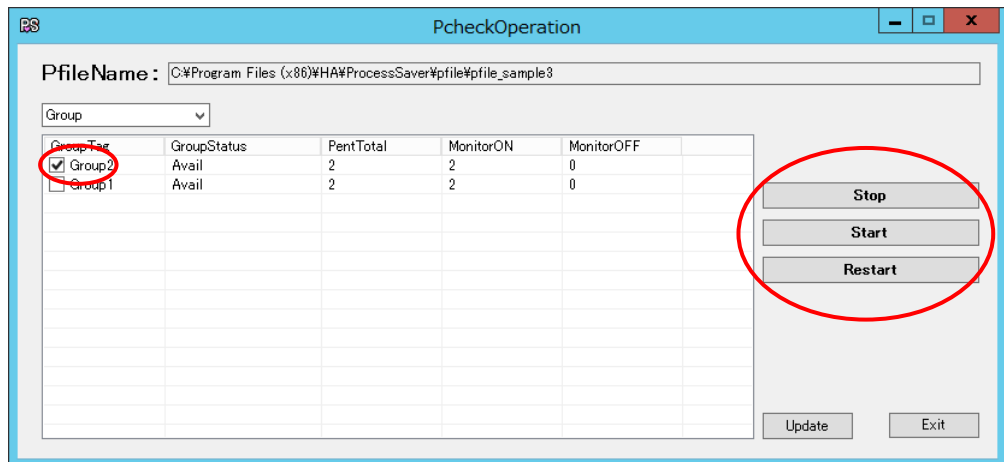 PS PcheckOperation
PfileName: C:¥Program Files (x86)¥HA¥ProcessSaver¥pfile¥pfile_sample3
Group
GroupTag GroupStatus PentTotal MonitorON MonitorOFF
Group2 Avail 2 2 0
Group1 Avail 2 2 0
Stop
Start
Restart
Update Exit